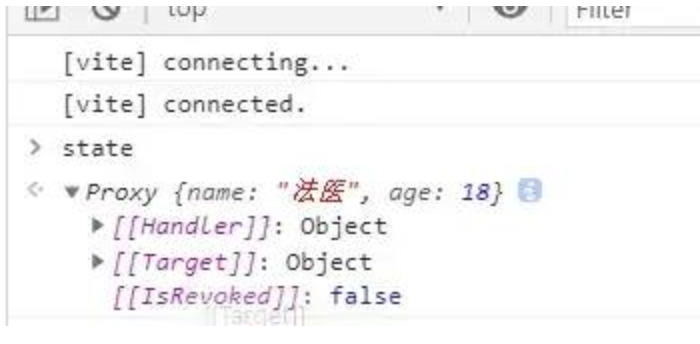 top
Filter
[vite] connecting...
[vite] connected.
> state
Proxy {name: "法医", age: 18}
[[Handler]]: Object
[[Target]]: Object
[[IsRevoked]]: false
[[Target]]